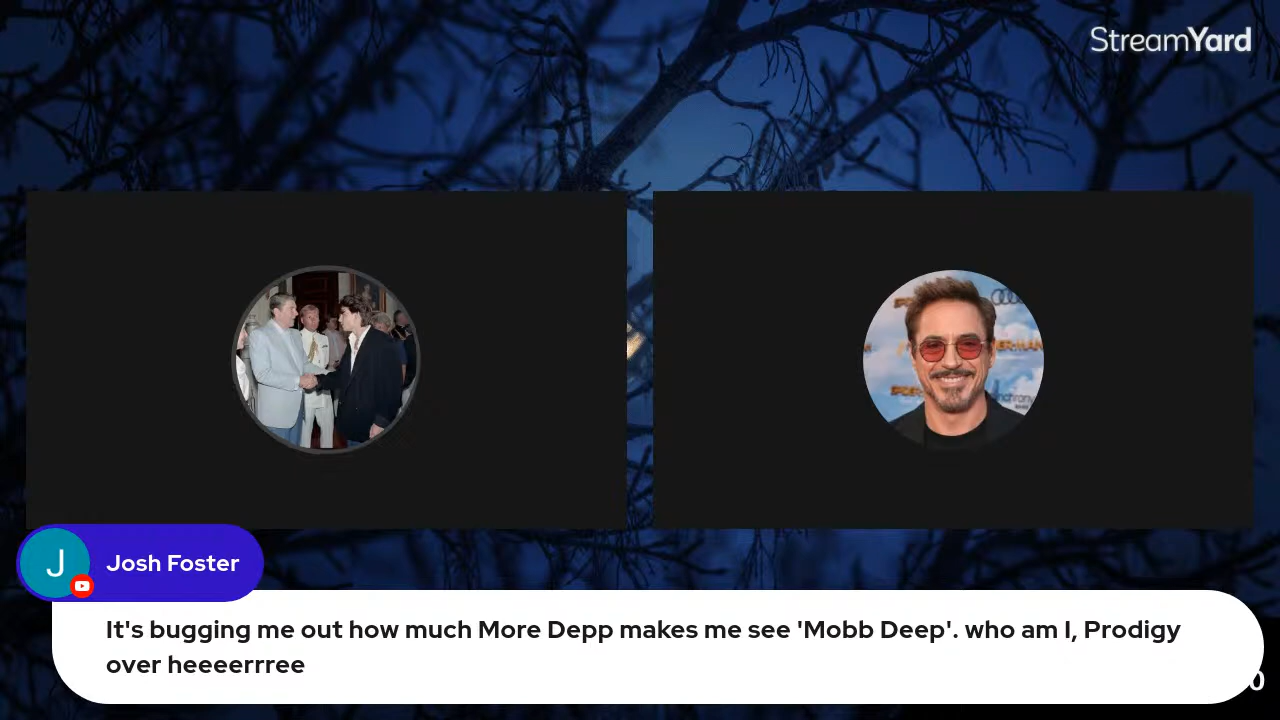 StreamYard
J
Josh Foster
It's bugging me out how much More Depp makes me see 'Mobb Deep'. who am I, Prodigy
over heeeerrree